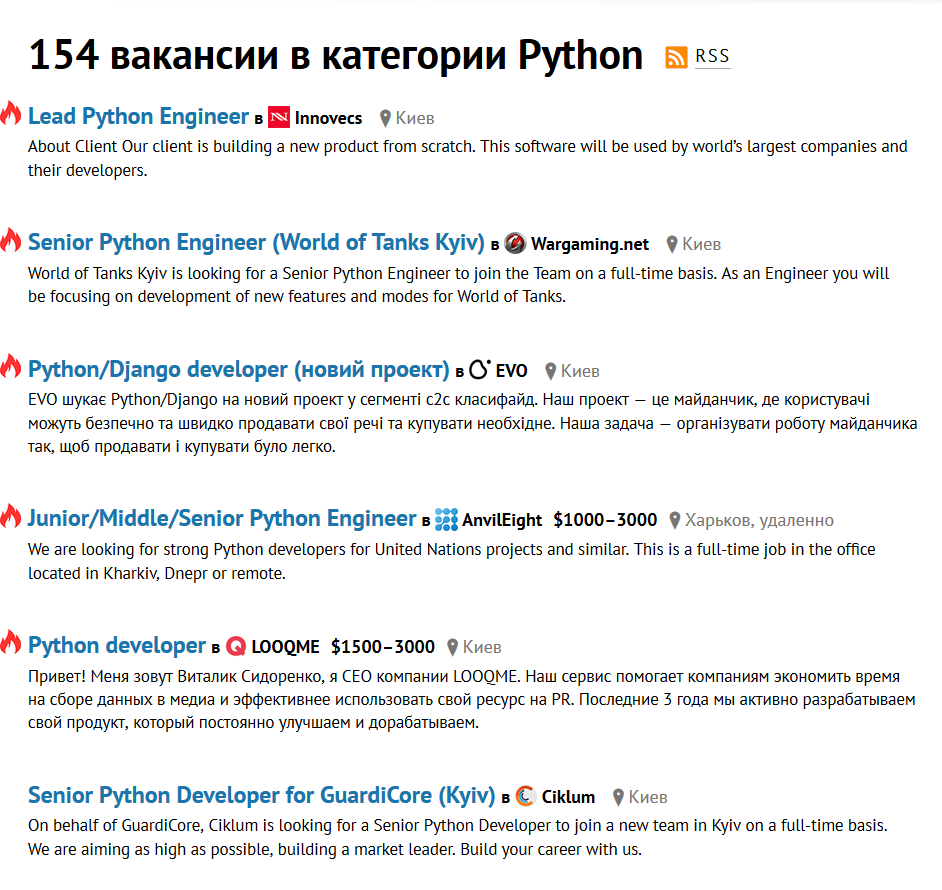 154 вакансии в категории Python RSS
Lead Python Engineer в Innovecs Киев
About Client Our client is building a new product from scratch. This software will be used by world’s largest companies and
their developers.
Senior Python Engineer (World of Tanks Kyiv) в Wargaming.net Киев
World of Tanks Kyiv is looking for a Senior Python Engineer to join the Team on a full-time basis. As an Engineer you will
be focusing on development of new features and modes for World of Tanks.
Python/Django developer (новий проект) в EVO Киев
EVO шукає Python/Django на новий проект у сегменті c2c класифайд. Наш проект — це майданчик, де користувачі
можуть безпечно та швидко продавати свої речі та купувати необхідне. Наша задача — організувати роботу майданчика
так, щоб продавати і купувати було легко.
Junior/Middle/Senior Python Engineer в AnvilEight $1000–3000 Харьков, удаленно
We are looking for strong Python developers for United Nations projects and similar. This is a full-time job in the office
located in Kharkiv, Dnepr or remote.
Python developer в LOOQME $1500–3000 Киев
Привет! Меня зовут Виталик Сидоренко, я CEO компании LOOQME. Наш сервис помогает компаниям экономить время
на сборе данных в медиа и эффективнее использовать свой ресурс на PR. Последние 3 года мы активно разрабатываем
свой продукт, который постоянно улучшаем и дорабатываем.
Senior Python Developer for GuardiCore (Kyiv) в Ciklum Киев
On behalf of GuardiCore, Ciklum is looking for a Senior Python Developer to join a new team in Kyiv on a full-time basis.
We are aiming as high as possible, building a market leader. Build your career with us.